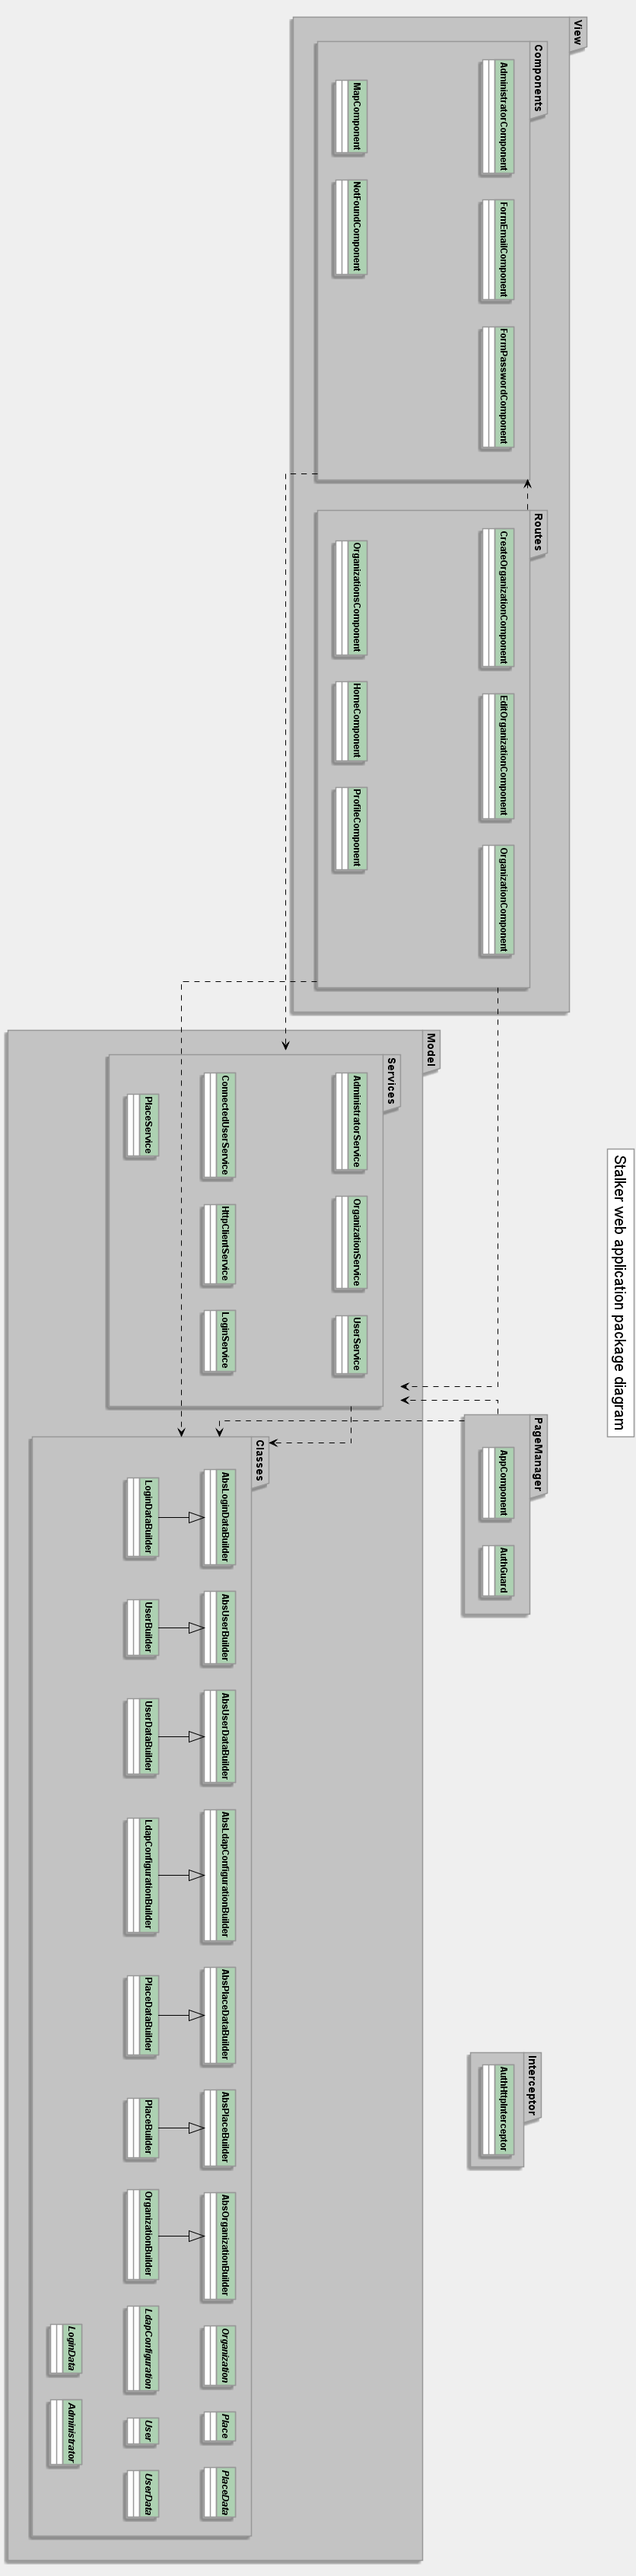 Stalker web application package diagram
View
Components
AdministratorComponent
FormEmailComponent
FormPasswordComponent
MapComponent
NotFoundComponent
Routes
CreateOrganizationComponent
EditOrganizationComponent
OrganizationComponent
OrganizationsComponent
HomeComponent
ProfileComponent
PageManager
AppComponent
AuthGuard
Interceptor
AuthHttpInterceptor
Model
Services
AdministratorService
OrganizationService
UserService
ConnectedUserService
HttpClientService
LoginService
PlaceService
Classes
AbsLoginDataBuilder
AbsUserBuilder
AbsUserDataBuilder
AbsLdapConfigurationBuilder
AbsPlaceDataBuilder
AbsPlaceBuilder
AbsOrganizationBuilder
Organization
Place
PlaceData
LoginDataBuilder
UserBuilder
UserDataBuilder
LdapConfigurationBuilder
PlaceDataBuilder
PlaceBuilder
OrganizationBuilder
LdapConfiguration
User
UserData
LoginData
Administrator